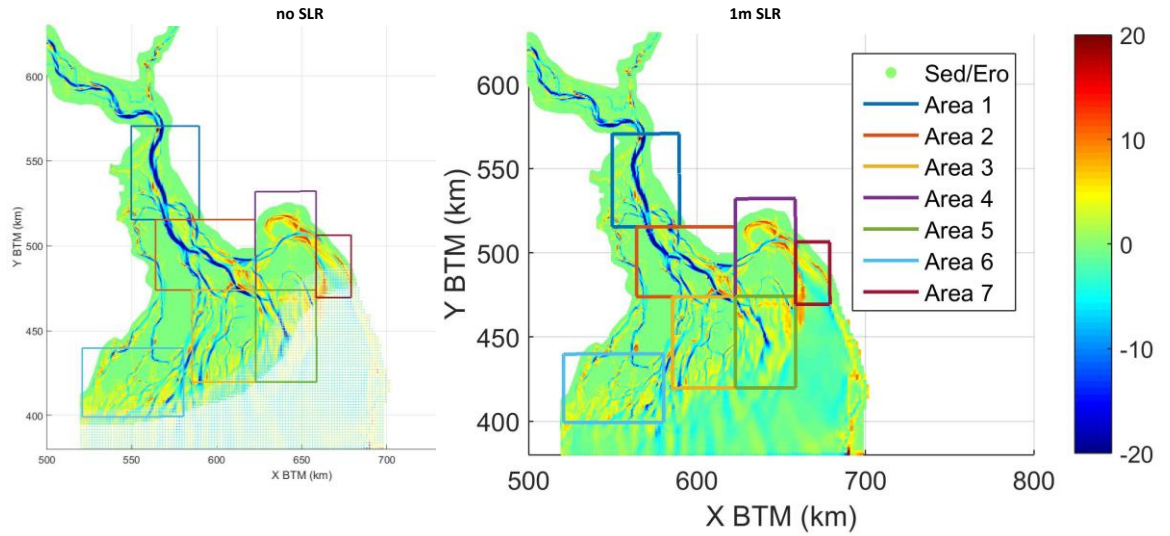 no SLR
1m SLR
600
550
500
450
400
Y BTM (km)
500
550
600
650
700
X BTM (km)
600
550
500
450
400
Y BTM (km)
500
600
700
800
X BTM (km)
Sed/Ero
Area 1
Area 2
Area 3
Area 4
Area 5
Area 6
Area 7
20
10
0
-10
-20